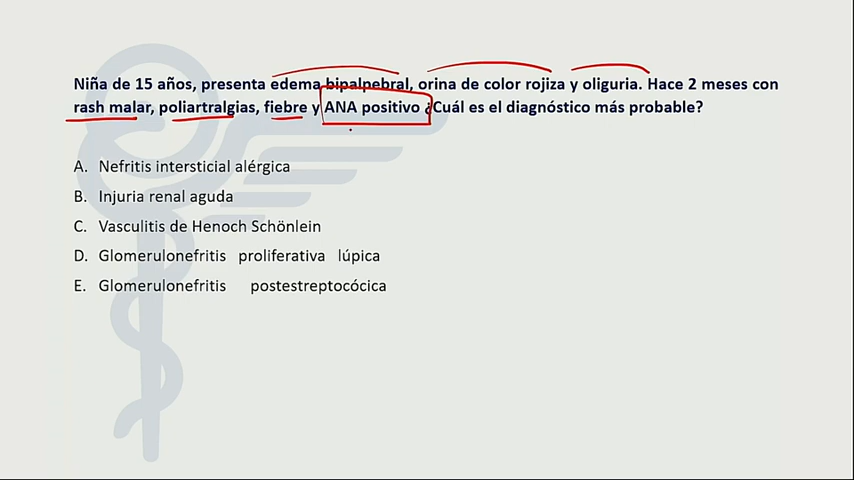 Niña de 15 años, presenta edema bipalpebral, orina de color rojiza y oliguria. Hace 2 meses con
rash malar, poliartralgias, fiebre y ANA positivo ¿Cuál es el diagnóstico más probable?
A. Nefritis intersticial alérgica
B. Injuria renal aguda
C. Vasculitis de Henoch Schönlein
D. Glomerulonefritis proliferativa lúpica
E. Glomerulonefritis postestreptocócica